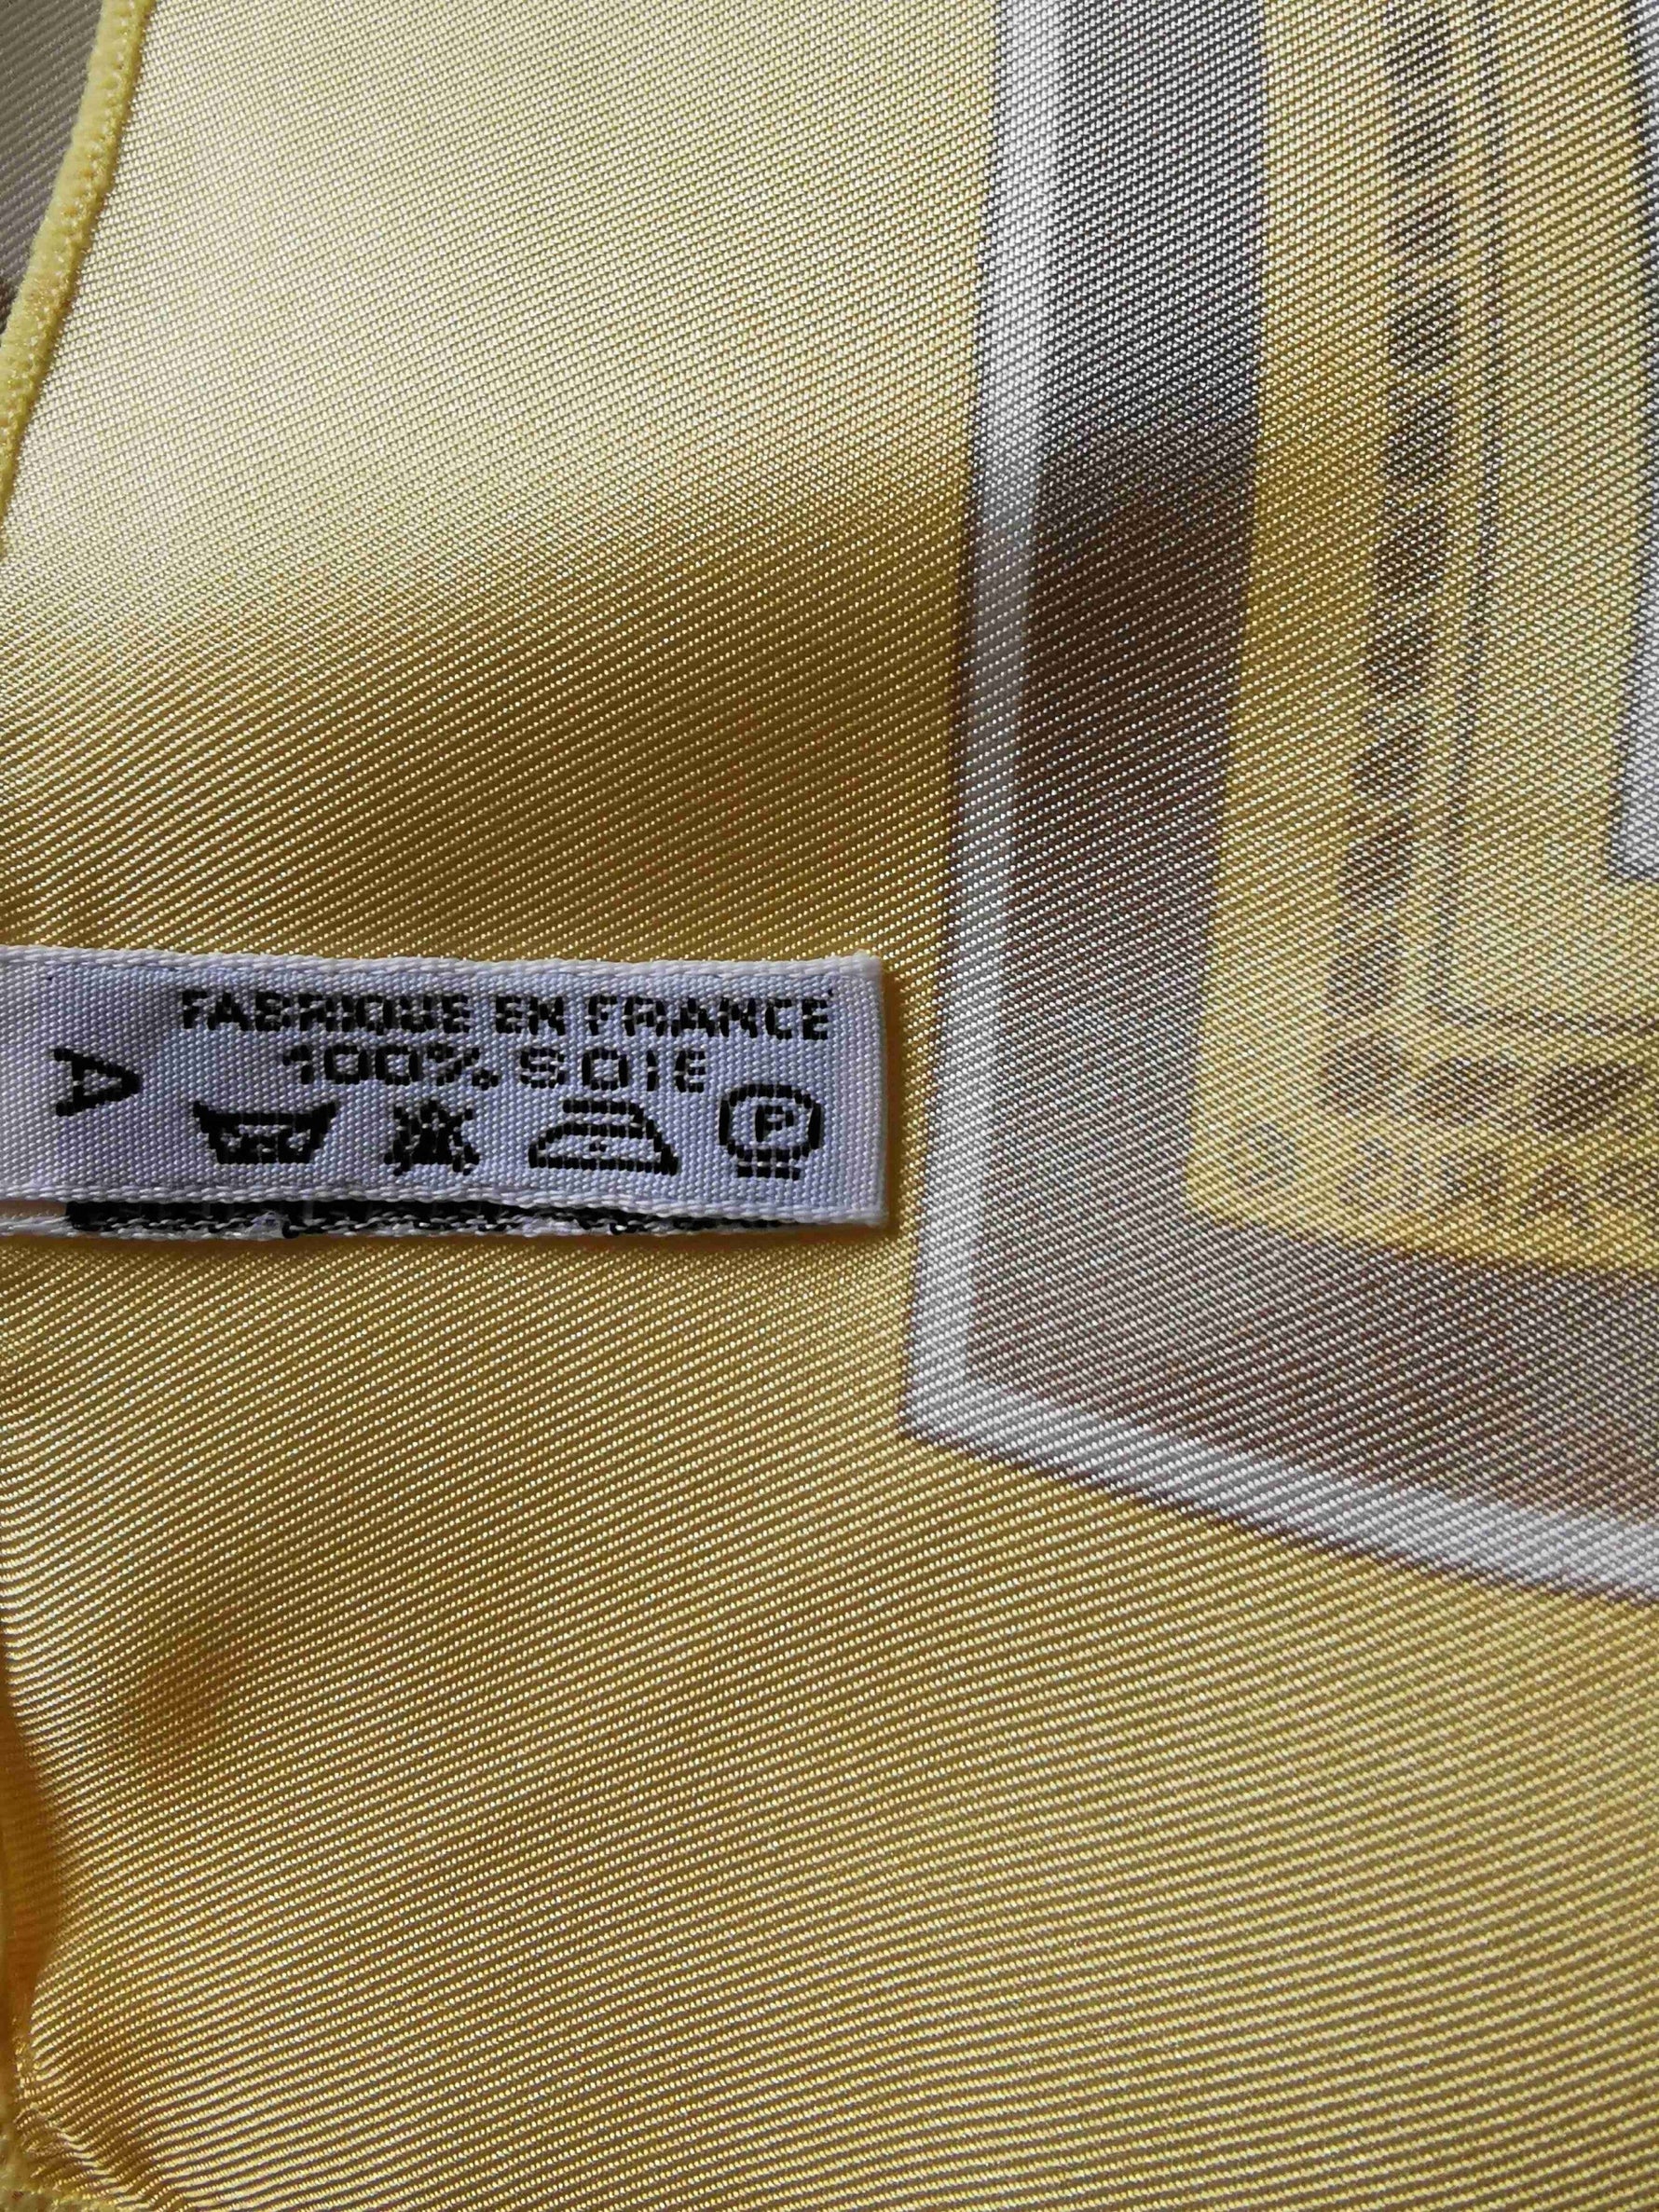 FABRIQUE EN FRANCE
100% SOIE
A
P